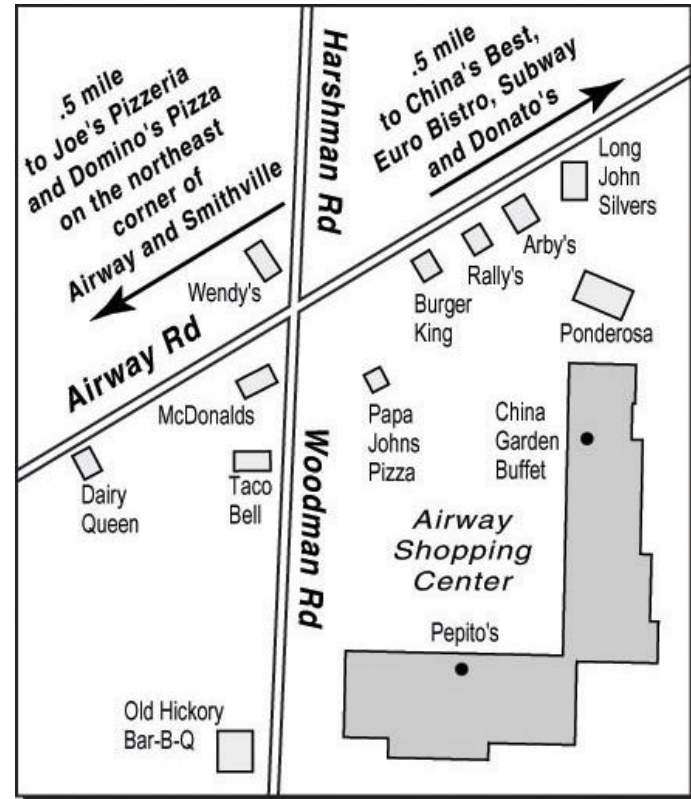 .5 mile
to Joe's Pizzeria
and Domino's Pizza
on the northeast
corner of
Airway and Smithville
Harshman Rd
.5 mile
to China's Best,
Euro Bistro, Subway
and Donato's
Long
John
Silvers
Arby's
Rally's
Burger
King
Ponderosa
Wendy's
Airway Rd
McDonalds
Dairy
Queen
Taco
Bell
Woodman Rd
Papa
Johns
Pizza
China
Garden
Buffet
Airway
Shopping
Center
Pepito's
Old Hickory
Bar-B-Q